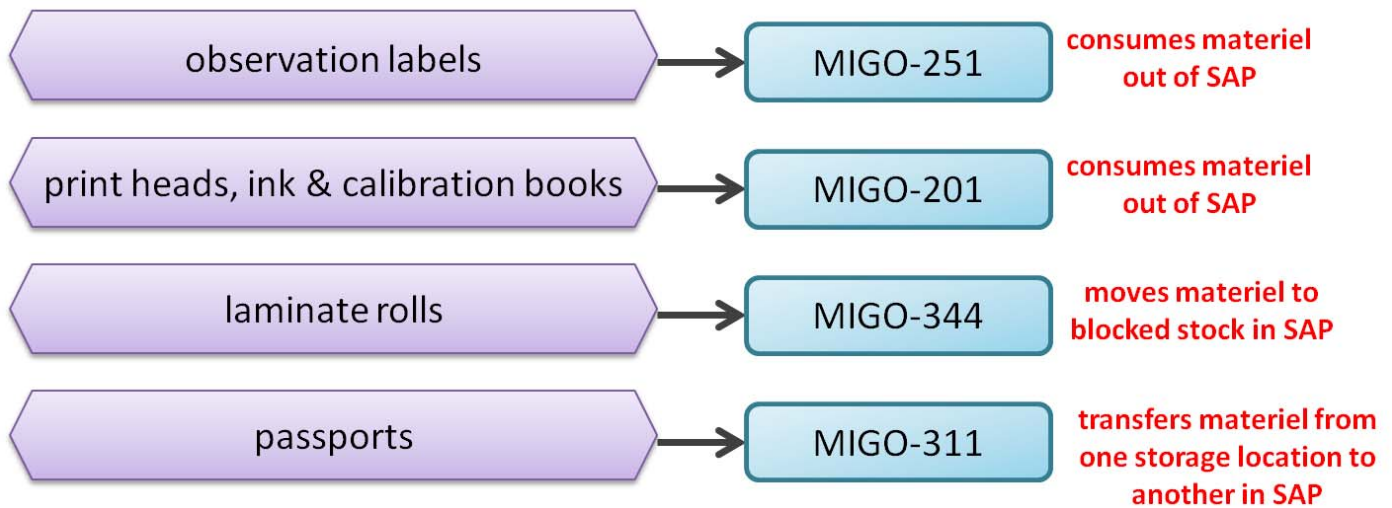 observation labels
MIGO-251
consumes materiel
out of SAP
print heads, ink & calibration books
MIGO-201
consumes materiel
out of SAP
laminate rolls
MIGO-344
moves materiel to
blocked stock in SAP
passports
MIGO-311
transfers materiel from
one storage location to
another in SAP